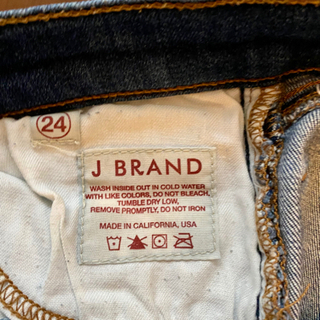 24
J BRAND
WASH INSIDE OUT IN COLD WATER
WITH LIKE COLORS, DO NOT BLEACH,
TUMBLE DRY LOW,
REMOVE PROMPTLY, DO NOT IRON
MADE IN CALIFORNIA, USA